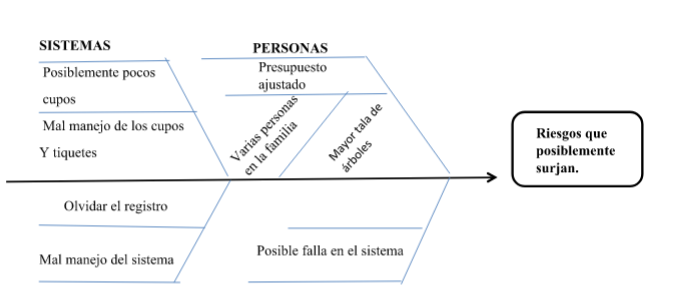 SISTEMAS
Posiblemente pocos
cupos
Mal manejo de los cupos
Y tiquetes
PERSONAS
Presupuesto
ajustado
Varias personas
en la familia
Mayor tala de
árboles
Riesgos que
posiblemente
surjan.
Olvidar el registro
Mal manejo del sistema
Posible falla en el sistema